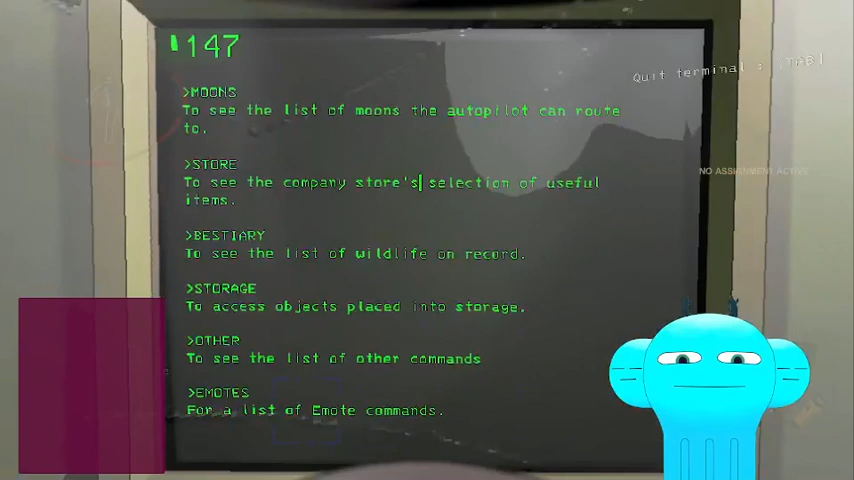 147
Quit terminal : [TAB]
>MOONS
To see the list of moons the autopilot can route
to.
NO ASSIGNMENT ACTIVE
>STORE
To see the company store's selection of useful
items.
>BESTIARY
To see the list of wildlife on record.
>STORAGE
To access objects placed into storage.
>OTHER
To see the list of other commands
>EMOTES
For a list of Emote commands.